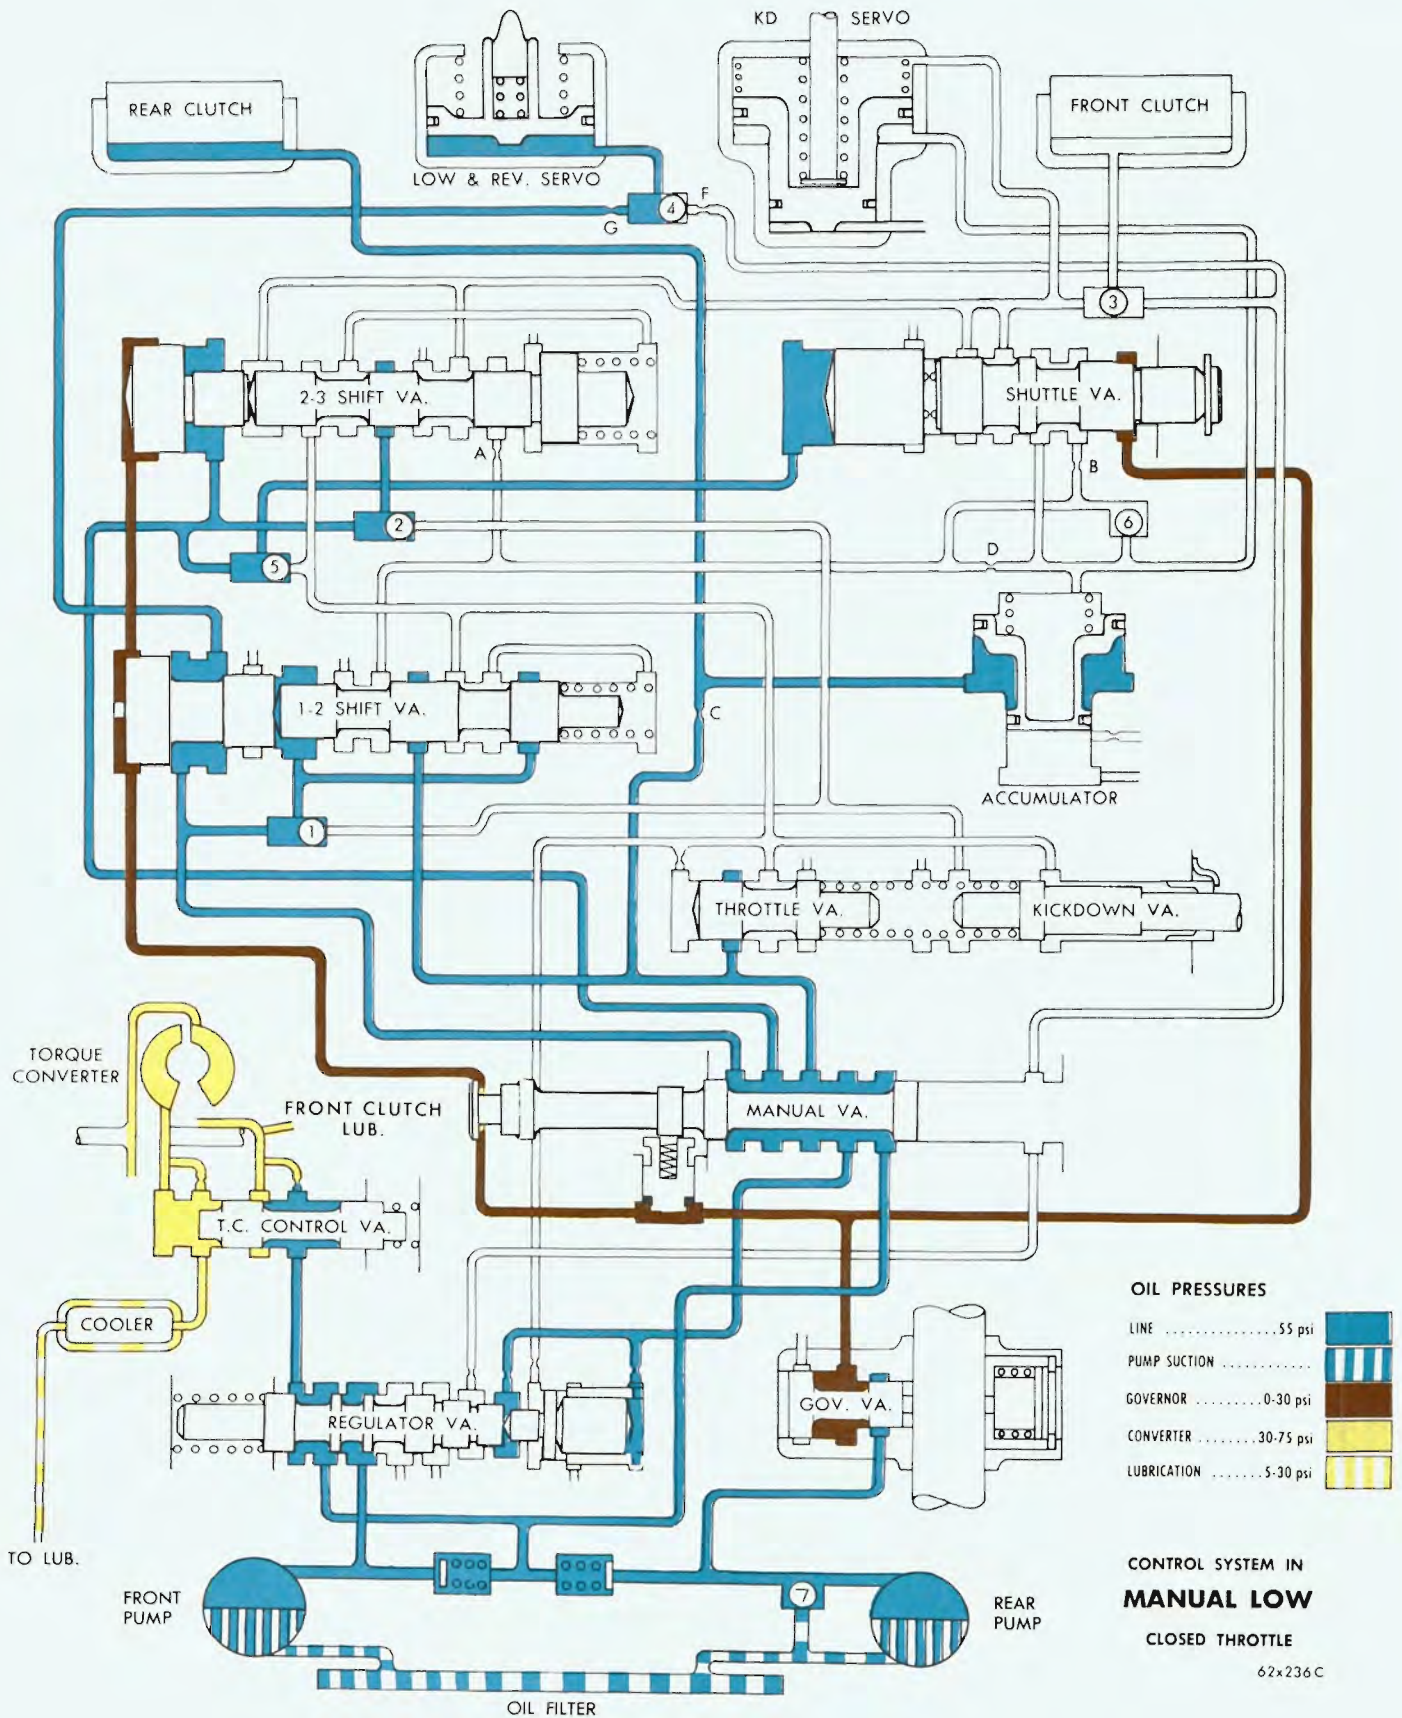 KD SERVO
REAR CLUTCH
FRONT CLUTCH
LOW & REV. SERVO
4
F
G
3
2-3 SHIFT VA.
SHUTTLE VA.
A
B
2
6
5
D
1-2 SHIFT VA.
C
ACCUMULATOR
1
THROTTLE VA.
KICKDOWN VA.
TORQUE
CONVERTER
FRONT CLUTCH
LUB.
MANUAL VA.
T.C. CONTROL VA.
COOLER
OIL PRESSURES
LINE ...............55 psi
PUMP SUCTION ............
GOVERNOR .........0-30 psi
CONVERTER ........30-75 psi
LUBRICATION .......5-30 psi
GOV. VA.
REGULATOR VA.
TO LUB.
FRONT
PUMP
7
REAR
PUMP
OIL FILTER
CONTROL SYSTEM IN
MANUAL LOW
CLOSED THROTTLE
62x236C